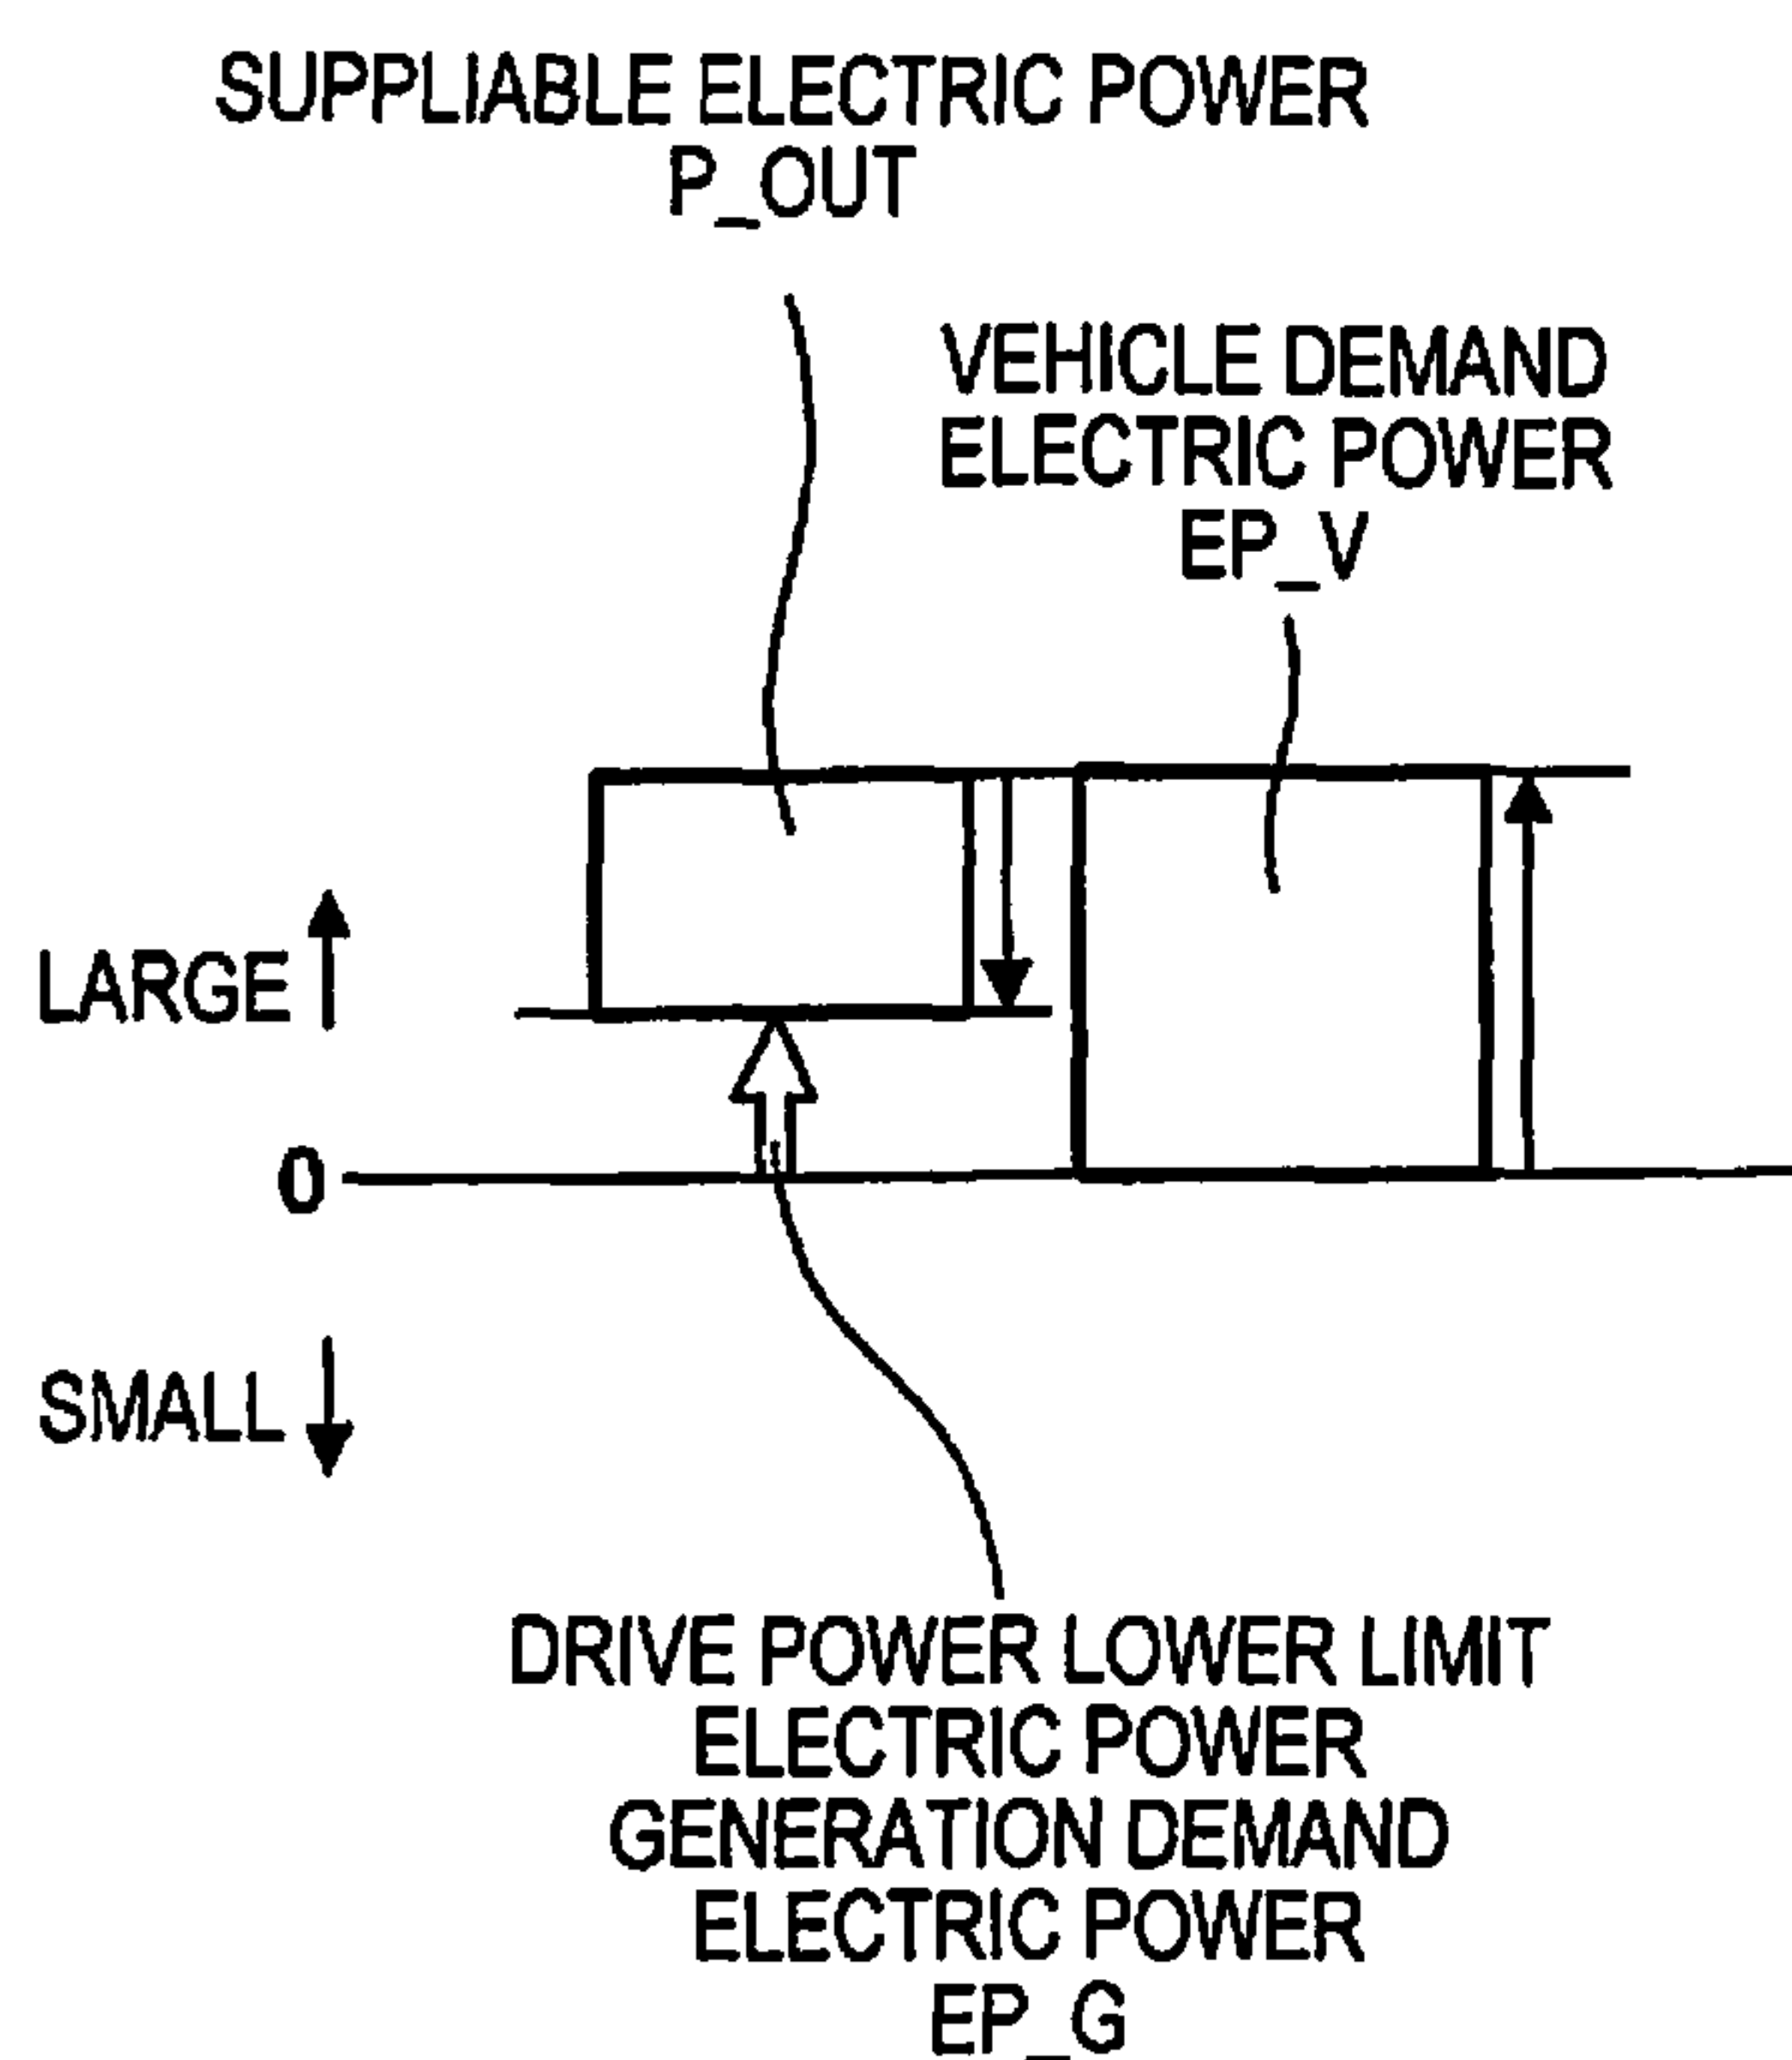 SUPPLIABLE ELECTRIC POWER
P_OUT
VEHICLE DEMAND
ELECTRIC POWER
EP_V
LARGE
0
SMALL
DRIVE POWER LOWER LIMIT
ELECTRIC POWER
GENERATION DEMAND
ELECTRIC POWER
EP_G